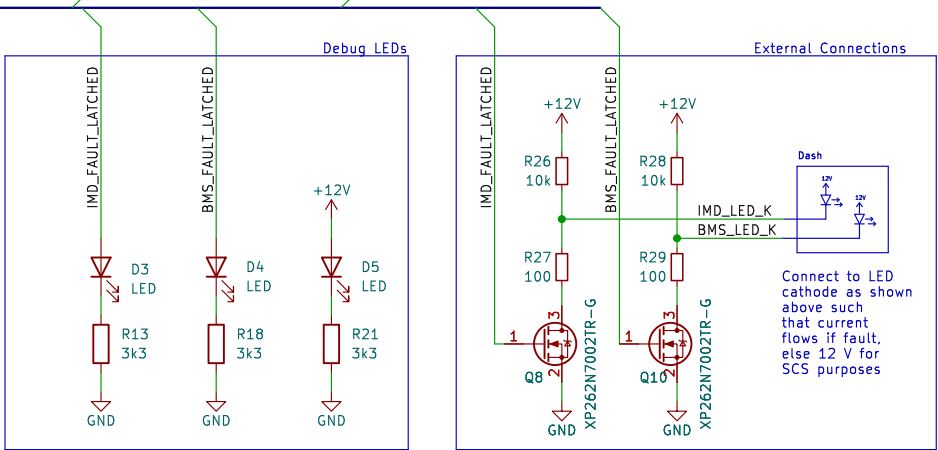 Debug LEDs
IMD_FAULT_LATCHED
BMS_FAULT_LATCHED
+12V
D3
LED
D4
LED
D5
LED
R13
3k3
R18
3k3
R21
3k3
GND
GND
GND
External Connections
IMD_FAULT_LATCHED
BMS_FAULT_LATCHED
+12V
+12V
R26
10k
R28
10k
Dash
12V
12V
IMD_LED_K
BMS_LED_K
R27
100
R29
100
Connect to LED
cathode as shown
above such
that current
flows if fault,
else 12 V for
SCS purposes
1
3
2
Q8
XP262N7002TR-G
1
3
2
Q10
XP262N7002TR-G
GND
GND